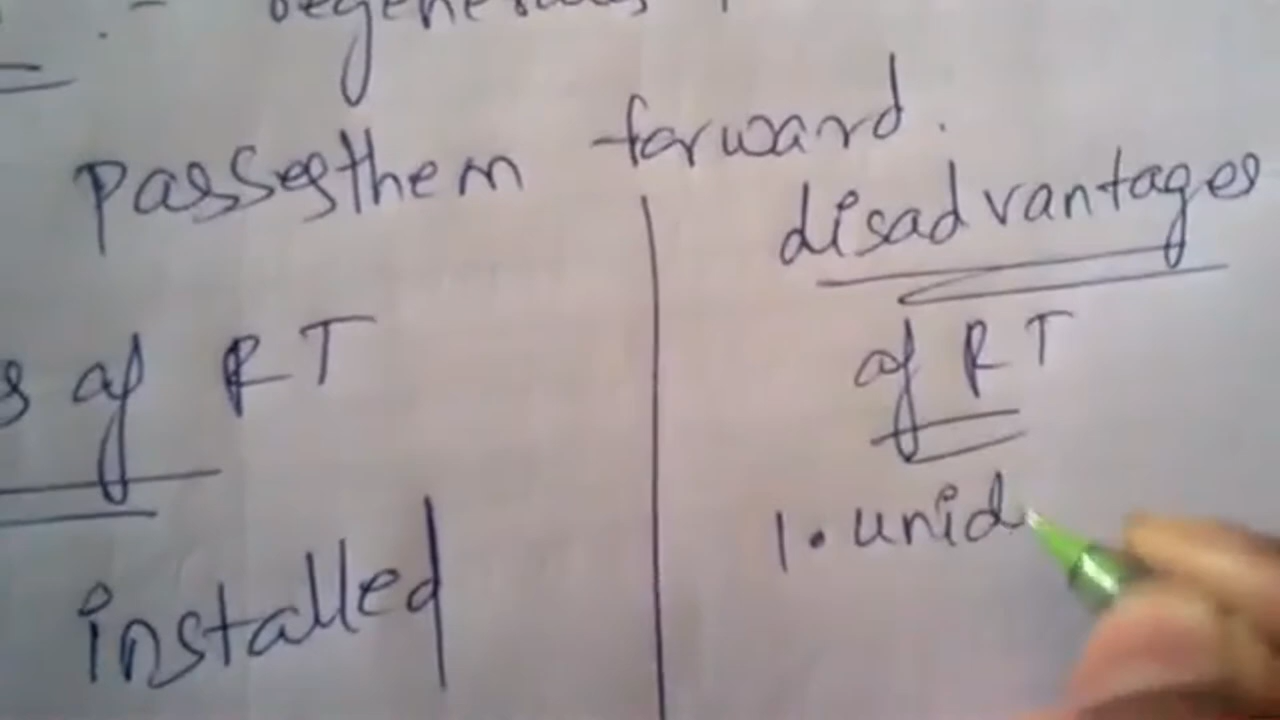 passesthem forward.
s of RT
installed
disadvantages
of RT
1. unid